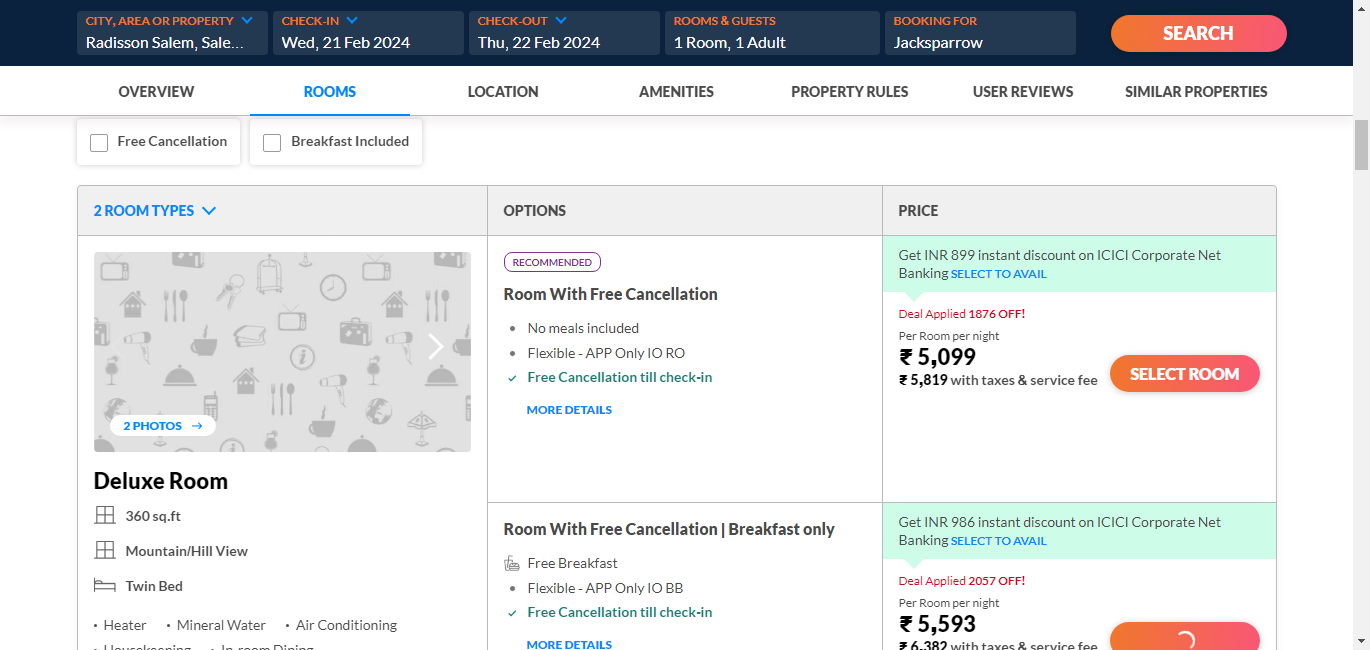 CITY, AREA OR PROPERTY
Radisson Salem, Sale...
CHECK-IN
Wed, 21 Feb 2024
CHECK-OUT
Thu, 22 Feb 2024
ROOMS & GUESTS
1 Room, 1 Adult
BOOKING FOR
Jacksparrow
SEARCH
OVERVIEW
ROOMS
LOCATION
AMENITIES
PROPERTY RULES
USER REVIEWS
SIMILAR PROPERTIES
Free Cancellation
Breakfast Included
2 ROOM TYPES
OPTIONS
PRICE
2 PHOTOS →
Deluxe Room
360 sq.ft
Mountain/Hill View
Twin Bed
• Heater • Mineral Water • Air Conditioning
• Housekeeping • In-room Dining
RECOMMENDED
Room With Free Cancellation
• No meals included
• Flexible - APP Only IO RO
✓ Free Cancellation till check-in
MORE DETAILS
Get INR 899 instant discount on ICICI Corporate Net
Banking SELECT TO AVAIL
Deal Applied 1876 OFF!
Per Room per night
₹ 5,099
₹ 5,819 with taxes & service fee
SELECT ROOM
Room With Free Cancellation | Breakfast only
Free Breakfast
• Flexible - APP Only IO BB
✓ Free Cancellation till check-in
MORE DETAILS
Get INR 986 instant discount on ICICI Corporate Net
Banking SELECT TO AVAIL
Deal Applied 2057 OFF!
Per Room per night
₹ 5,593
₹ 6,382 with taxes & service fee